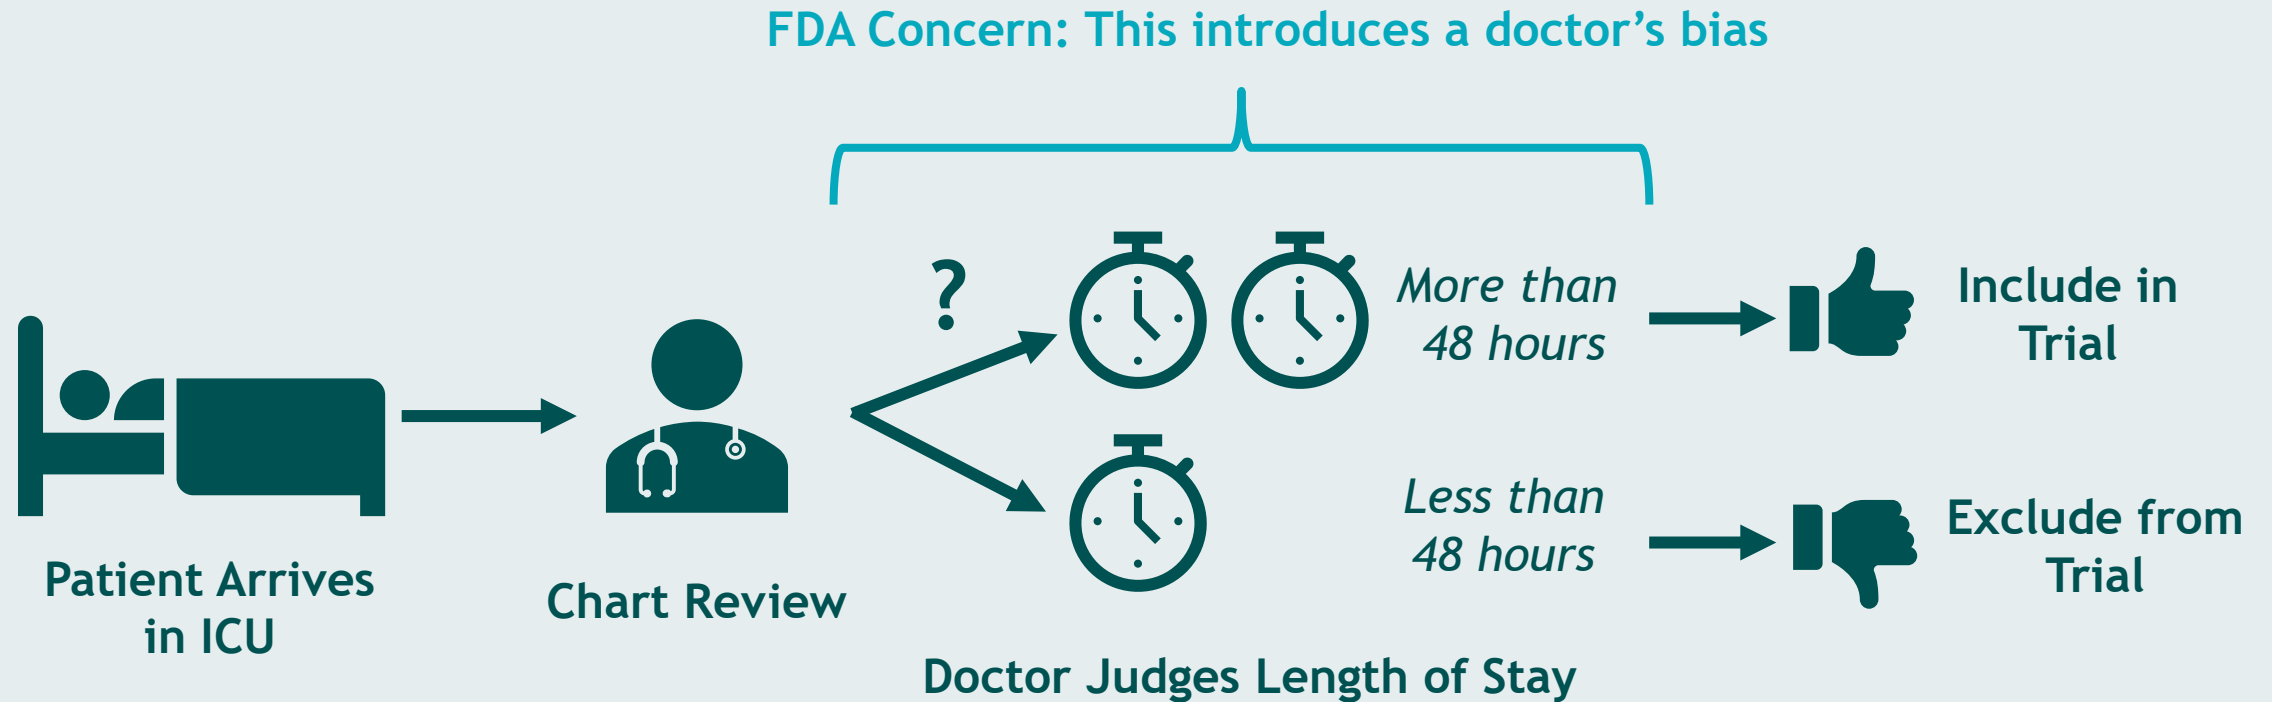 FDA Concern: This introduces a doctor’s bias
?
More than
48 hours
Include in
Trial
Less than
48 hours
Exclude from
Trial
Patient Arrives
in ICU
Chart Review
Doctor Judges Length of Stay